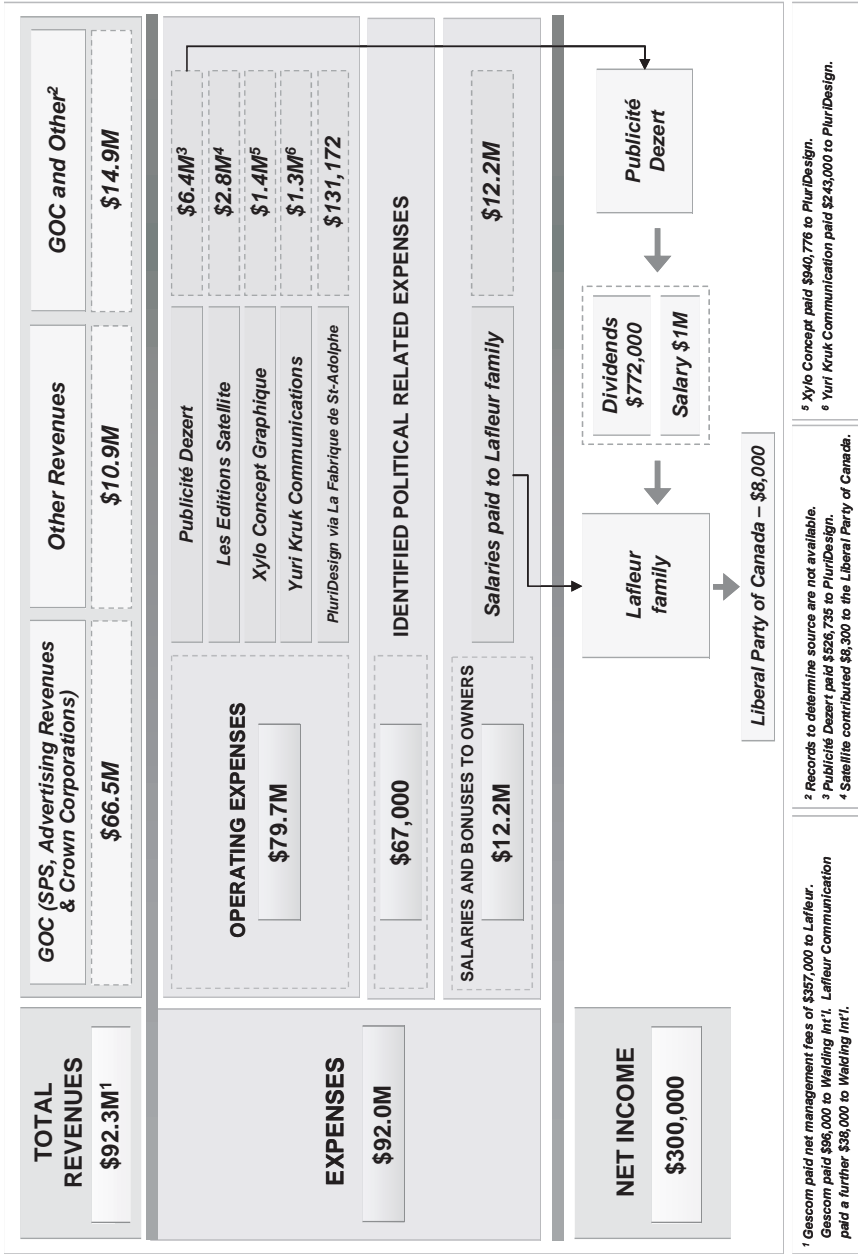 TOTAL
REVENUES
$92.3M¹
GOC (SPS, Advertising Revenues
& Crown Corporations)
$66.5M
Other Revenues
$10.9M
GOC and Other²
$14.9M
EXPENSES
$92.0M
OPERATING EXPENSES
$79.7M
Publicité Dezert
$6.4M³
Les Editions Satellite
$2.8M⁴
Xylo Concept Graphique
$1.4M⁵
Yuri Kruk Communications
$1.3M⁶
PluriDesign via La Fabrique de St-Adolphe
$131,172
$67,000
IDENTIFIED POLITICAL RELATED EXPENSES
SALARIES AND BONUSES TO OWNERS
$12.2M
Salaries paid to Lafleur family
$12.2M
NET INCOME
$300,000
Lafleur
family
Dividends
$772,000
Salary $1M
Publicité
Dezert
Liberal Party of Canada – $8,000
¹ Gescom paid net management fees of $357,000 to Lafleur.
Gescom paid $96,000 to Walding Int'l. Lafleur Communication
paid a further $38,000 to Walding Int'l.
² Records to determine source are not available.
³ Publicité Dezert paid $526,735 to PluriDesign.
⁴ Satellite contributed $8,300 to the Liberal Party of Canada.
⁵ Xylo Concept paid $940,776 to PluriDesign.
⁶ Yuri Kruk Communication paid $243,000 to PluriDesign.